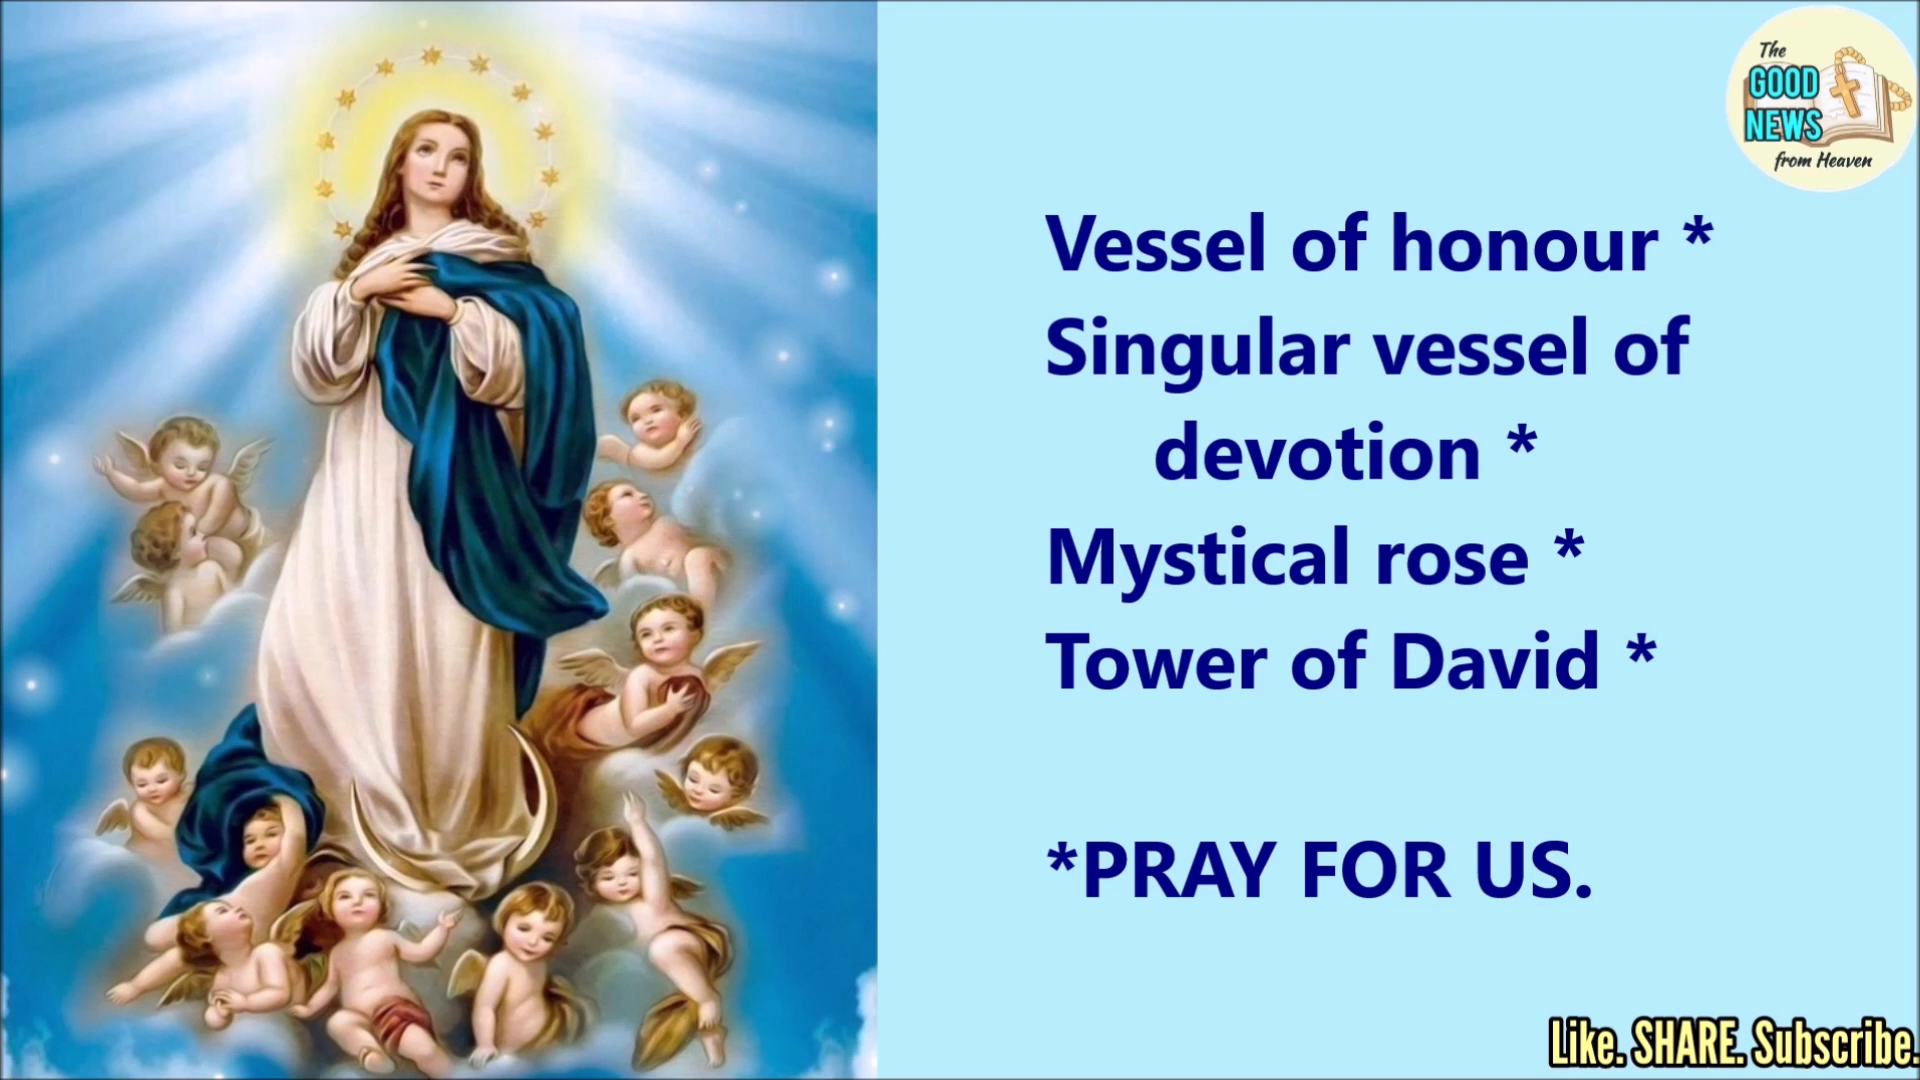 The
GOOD
NEWS
from Heaven
Vessel of honour *
Singular vessel of
devotion *
Mystical rose *
Tower of David *
*PRAY FOR US.
Like. SHARE. Subscribe.